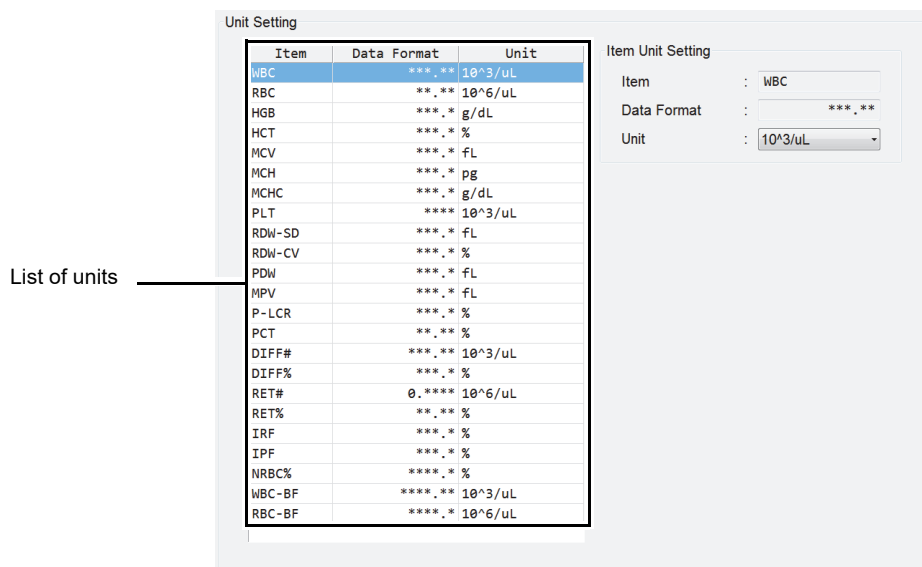 Unit Setting
Item Data Format Unit
WBC ***.** 10^3/uL
RBC **.** 10^6/uL
HGB ***.* g/dL
HCT ***.* %
MCV ***.* fL
MCH ***.* pg
MCHC ***.* g/dL
PLT **** 10^3/uL
RDW-SD ***.* fL
RDW-CV ***.* %
PDW ***.* fL
MPV ***.* fL
P-LCR ***.* %
PCT **.** %
DIFF# ***.** 10^3/uL
DIFF% ***.* %
RET# 0.**** 10^6/uL
RET% **.** %
IRF ***.* %
IPF ***.* %
NRBC% ****.* %
WBC-BF ****.** 10^3/uL
RBC-BF ****.* 10^6/uL
Item Unit Setting
Item : WBC
Data Format : ***.**
Unit : 10^3/uL
List of units